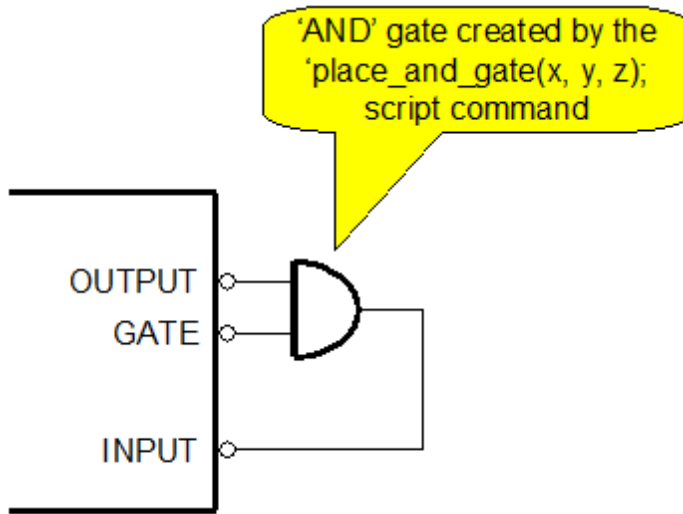 ‘AND’ gate created by the
‘place_and_gate(x, y, z);
script command
OUTPUT
GATE
INPUT